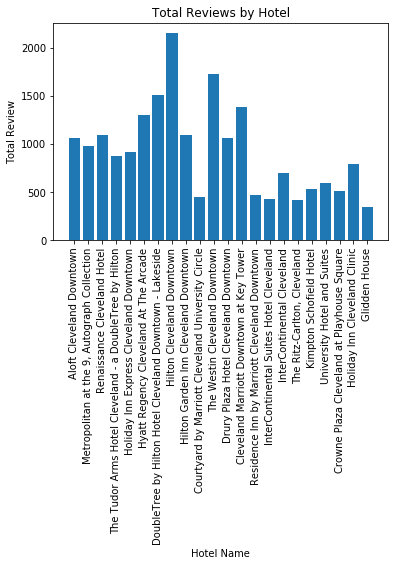 Total Reviews by Hotel
Total Review
2000
1500
1000
500
0
Aloft Cleveland Downtown
Metropolitan at the 9, Autograph Collection
Renaissance Cleveland Hotel
The Tudor Arms Hotel Cleveland - a DoubleTree by Hilton
Holiday Inn Express Cleveland Downtown
Hyatt Regency Cleveland At The Arcade
DoubleTree by Hilton Hotel Cleveland Downtown - Lakeside
Hilton Cleveland Downtown
Hilton Garden Inn Cleveland Downtown
Courtyard by Marriott Cleveland University Circle
The Westin Cleveland Downtown
Drury Plaza Hotel Cleveland Downtown
Cleveland Marriott Downtown at Key Tower
Residence Inn by Marriott Cleveland Downtown
InterContinental Suites Hotel Cleveland
InterContinental Cleveland
The Ritz-Carlton, Cleveland
Kimpton Schofield Hotel
University Hotel and Suites
Crowne Plaza Cleveland at Playhouse Square
Holiday Inn Cleveland Clinic
Glidden House
Hotel Name